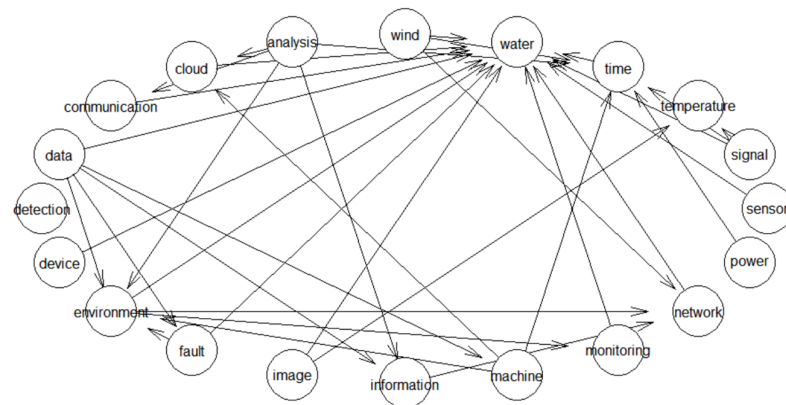 wind
analysis
water
cloud
time
communication
temperature
data
signal
detection
sensor
device
power
environment
network
fault
monitoring
image
information
machine